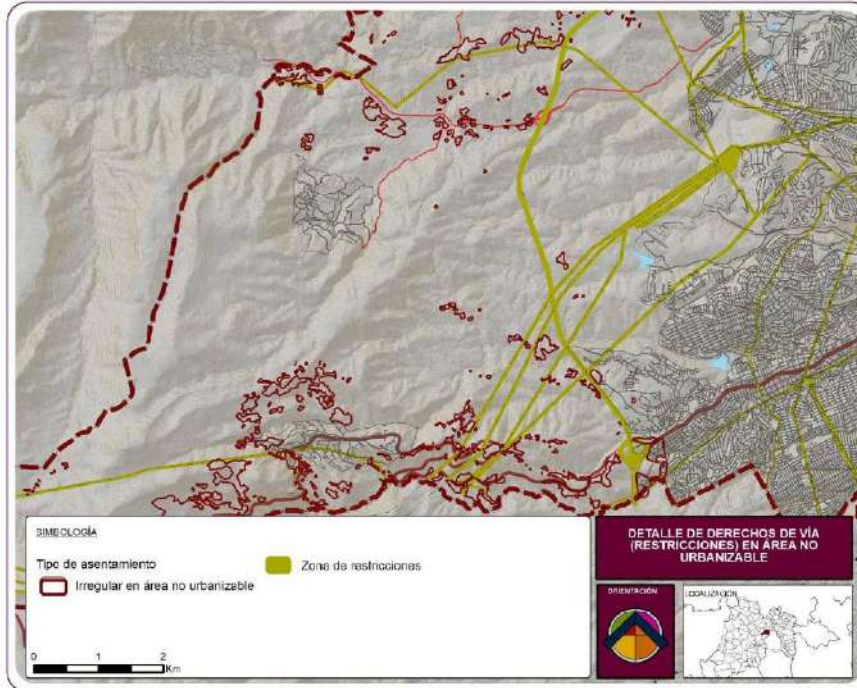 SIMBOLOGÍA
Tipo de asentamiento
Irregular en área no urbanizable
Zona de restricciones
0 1 2
Km
DETALLE DE DERECHOS DE VÍA
(RESTRICCIONES) EN ÁREA NO
URBANIZABLE
ORIENTACIÓN
LOCALIZACIÓN